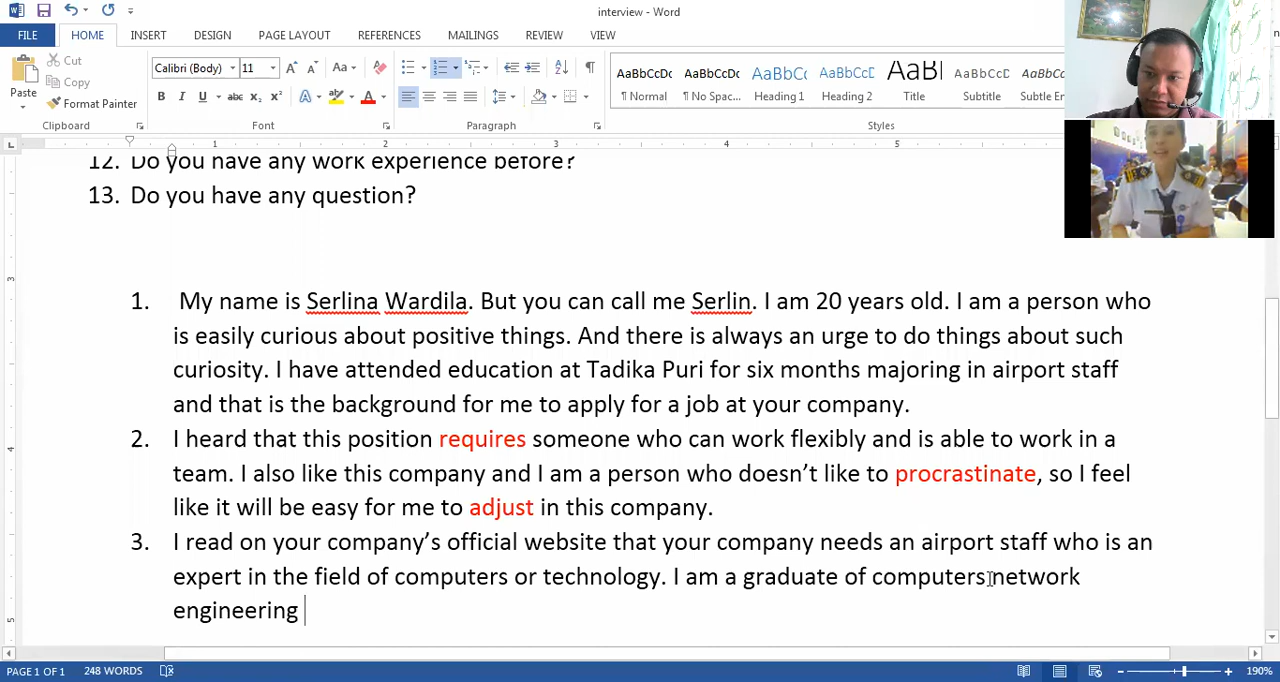 interview - Word
FILE HOME INSERT DESIGN PAGE LAYOUT REFERENCES MAILINGS REVIEW VIEW
Paste
Cut
Copy
Format Painter
Calibri (Body) 11
AaBbCcDc AaBbCcDc AaBbCc AaBbCcD AaBI AaBbCcD AaBbCcDc
¶ Normal ¶ No Spac... Heading 1 Heading 2 Title Subtitle Subtle Em
Clipboard Font Paragraph Styles
1 2 3 4 5
12. Do you have any work experience before?
13. Do you have any question?
1. My name is Serlina Wardila. But you can call me Serlin. I am 20 years old. I am a person who
is easily curious about positive things. And there is always an urge to do things about such
curiosity. I have attended education at Tadika Puri for six months majoring in airport staff
and that is the background for me to apply for a job at your company.
2. I heard that this position requires someone who can work flexibly and is able to work in a
team. I also like this company and I am a person who doesn’t like to procrastinate, so I feel
like it will be easy for me to adjust in this company.
3. I read on your company’s official website that your company needs an airport staff who is an
expert in the field of computers or technology. I am a graduate of computers network
engineering
PAGE 1 OF 1 248 WORDS 190%